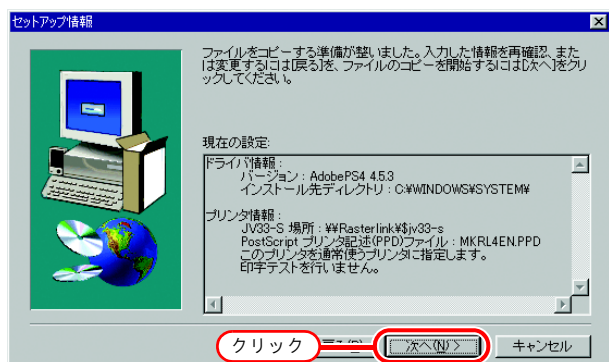 セットアップ情報
ファイルをコピーする準備が整いました。入力した情報を再確認、また
は変更するには[戻る]を、ファイルのコピーを開始するには[次へ]をクリ
ックしてください。
現在の設定:
ドライバ情報 :
バージョン : AdobePS4 4.5.3
インストール先ディレクトリ : C:¥WINDOWS¥SYSTEM¥
プリンタ情報 :
JV33-S 場所 : ¥¥Rasterlink¥$jv33-s
PostScript プリンタ記述(PPD)ファイル : MKRL4EN.PPD
このプリンタを通常使うプリンタに指定します。
印字テストを行いません。
クリック
次へ(N) >
キャンセル